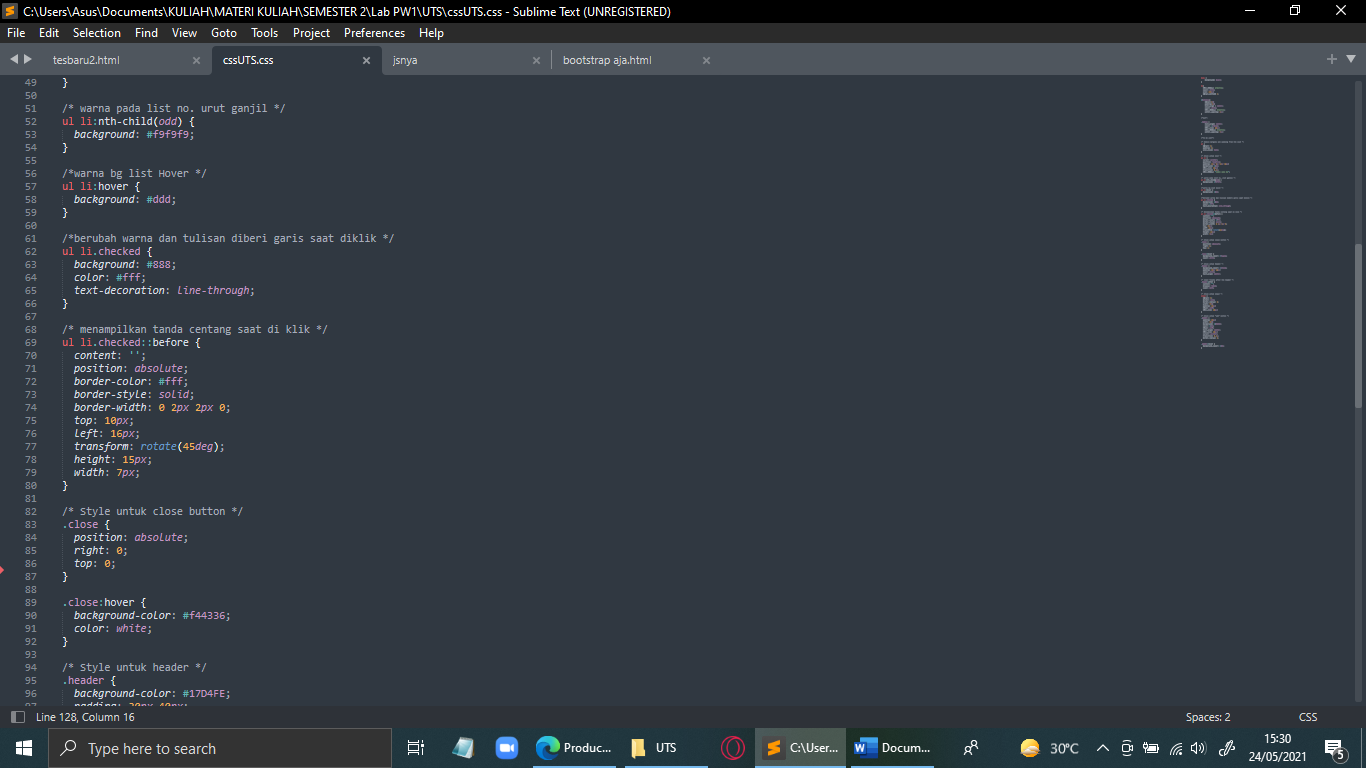 C:\Users\Asus\Documents\KULIAH\MATERI KULIAH\SEMESTER 2\Lab PW1\UTS\cssUTS.css - Sublime Text (UNREGISTERED)
File Edit Selection Find View Goto Tools Project Preferences Help
tesbaru2.html cssUTS.css jsnya bootstrap aja.html
49 }
50
51 /* warna pada list no. urut ganjil */
52 ul li:nth-child(odd) {
53 background: #f9f9f9;
54 }
55
56 /*warna bg list Hover */
57 ul li:hover {
58 background: #ddd;
59 }
60
61 /*berubah warna dan tulisan diberi garis saat diklik */
62 ul li.checked {
63 background: #888;
64 color: #fff;
65 text-decoration: line-through;
66 }
67
68 /* menampilkan tanda centang saat di klik */
69 ul li.checked::before {
70 content: '';
71 position: absolute;
72 border-color: #fff;
73 border-style: solid;
74 border-width: 0 2px 2px 0;
75 top: 10px;
76 left: 16px;
77 transform: rotate(45deg);
78 height: 15px;
79 width: 7px;
80 }
81
82 /* Style untuk close button */
83 .close {
84 position: absolute;
85 right: 0;
86 top: 0;
87 }
88
89 .close:hover {
90 background-color: #f44336;
91 color: white;
92 }
93
94 /* Style untuk header */
95 .header {
96 background-color: #17D4FE;
97 padding: 30px 40px;
Line 128, Column 16 Spaces: 2 CSS
Type here to search Produc... UTS C:\User... Docum... 30°C 15:30
24/05/2021 5